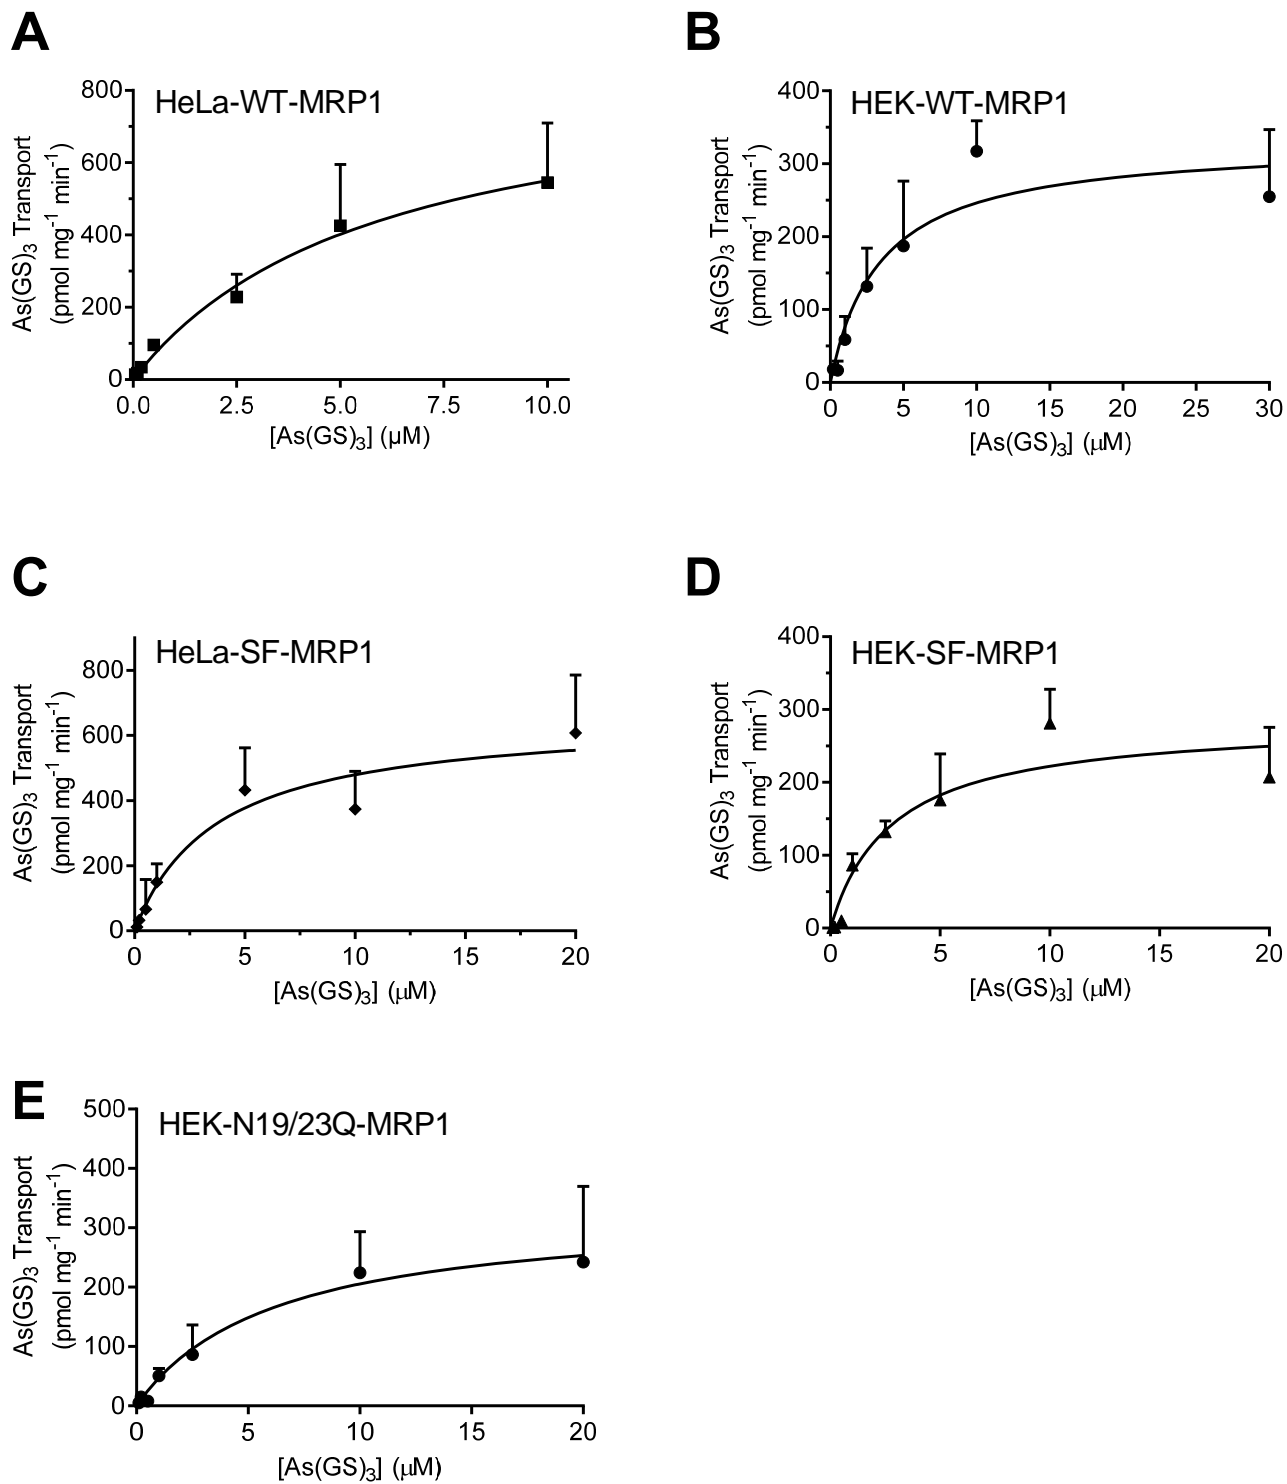 A
HeLa-WT-MRP1
As(GS)3 Transport
(pmol mg-1 min-1)
800
600
400
200
0
0.0 2.5 5.0 7.5 10.0
[As(GS)3] (µM)
B
HEK-WT-MRP1
As(GS)3 Transport
(pmol mg-1 min-1)
400
300
200
100
0
0 5 10 15 20 25 30
[As(GS)3] (µM)
C
HeLa-SF-MRP1
As(GS)3 Transport
(pmol mg-1 min-1)
800
600
400
200
0
0 5 10 15 20
[As(GS)3] (µM)
D
HEK-SF-MRP1
As(GS)3 Transport
(pmol mg-1 min-1)
400
300
200
100
0
0 5 10 15 20
[As(GS)3] (µM)
E
HEK-N19/23Q-MRP1
As(GS)3 Transport
(pmol mg-1 min-1)
500
400
300
200
100
0
0 5 10 15 20
[As(GS)3] (µM)